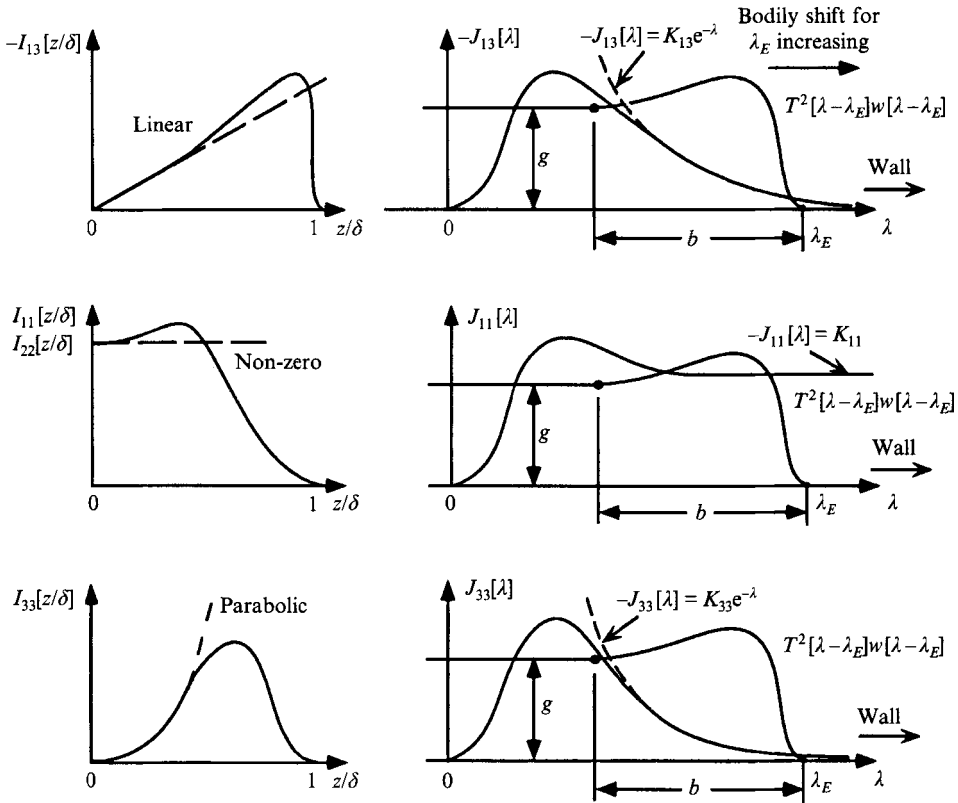 −I₁₃[z/δ]
Linear
0
1
z/δ
−J₁₃[λ]
−J₁₃[λ] = K₁₃e^−λ
Bodily shift for
λ_E increasing
T²[λ−λ_E]w[λ−λ_E]
g
Wall
0
b
λ_E
λ
I₁₁[z/δ]
I₂₂[z/δ]
Non-zero
0
1
z/δ
J₁₁[λ]
−J₁₁[λ] = K₁₁
T²[λ−λ_E]w[λ−λ_E]
g
Wall
0
b
λ_E
λ
I₃₃[z/δ]
Parabolic
0
1
z/δ
J₃₃[λ]
−J₃₃[λ] = K₃₃e^−λ
T²[λ−λ_E]w[λ−λ_E]
g
Wall
0
b
λ_E
λ